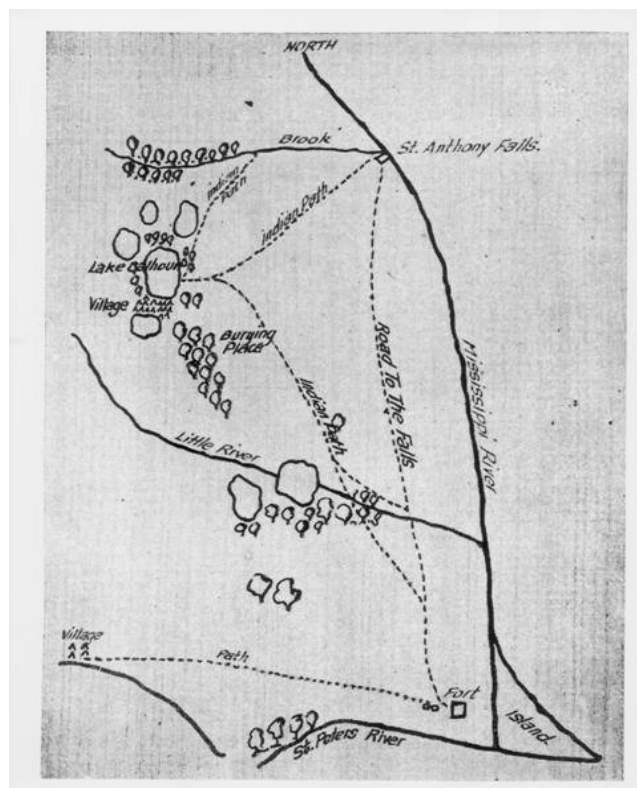 NORTH
Brook
St. Anthony Falls.
Indian
Path
Indian Path
Lake Calhoun
Village
Burying
Place
Road To The Falls
Mississippi River
Indian Path
Little River
Village
Path
Fort
Island.
St. Peters River